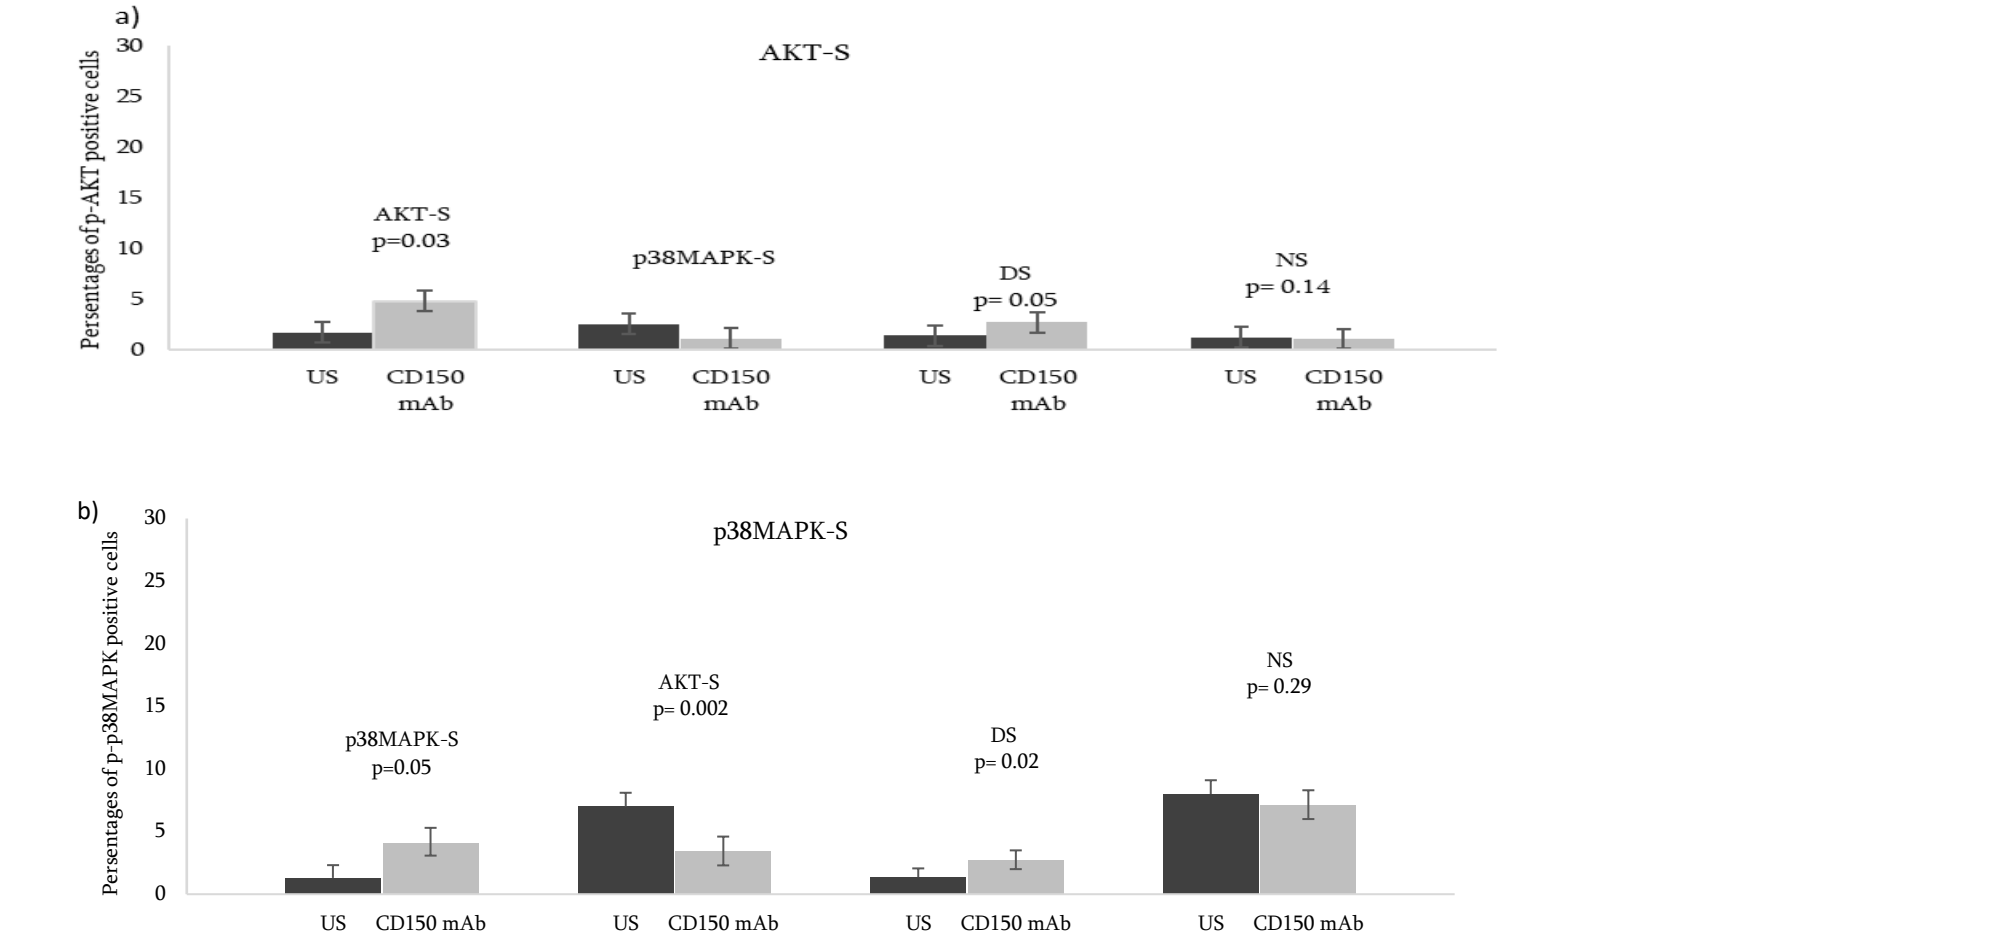 a)
AKT-S
Persentages of p-AKT positive cells
30
25
20
15
10
5
0
AKT-S
p=0.03
p38MAPK-S
DS
p= 0.05
NS
p= 0.14
US
CD150
mAb
US
CD150
mAb
US
CD150
mAb
US
CD150
mAb
b)
p38MAPK-S
Persentages of p-p38MAPK positive cells
30
25
20
15
10
5
0
p38MAPK-S
p=0.05
AKT-S
p= 0.002
DS
p= 0.02
NS
p= 0.29
US
CD150 mAb
US
CD150 mAb
US
CD150 mAb
US
CD150 mAb